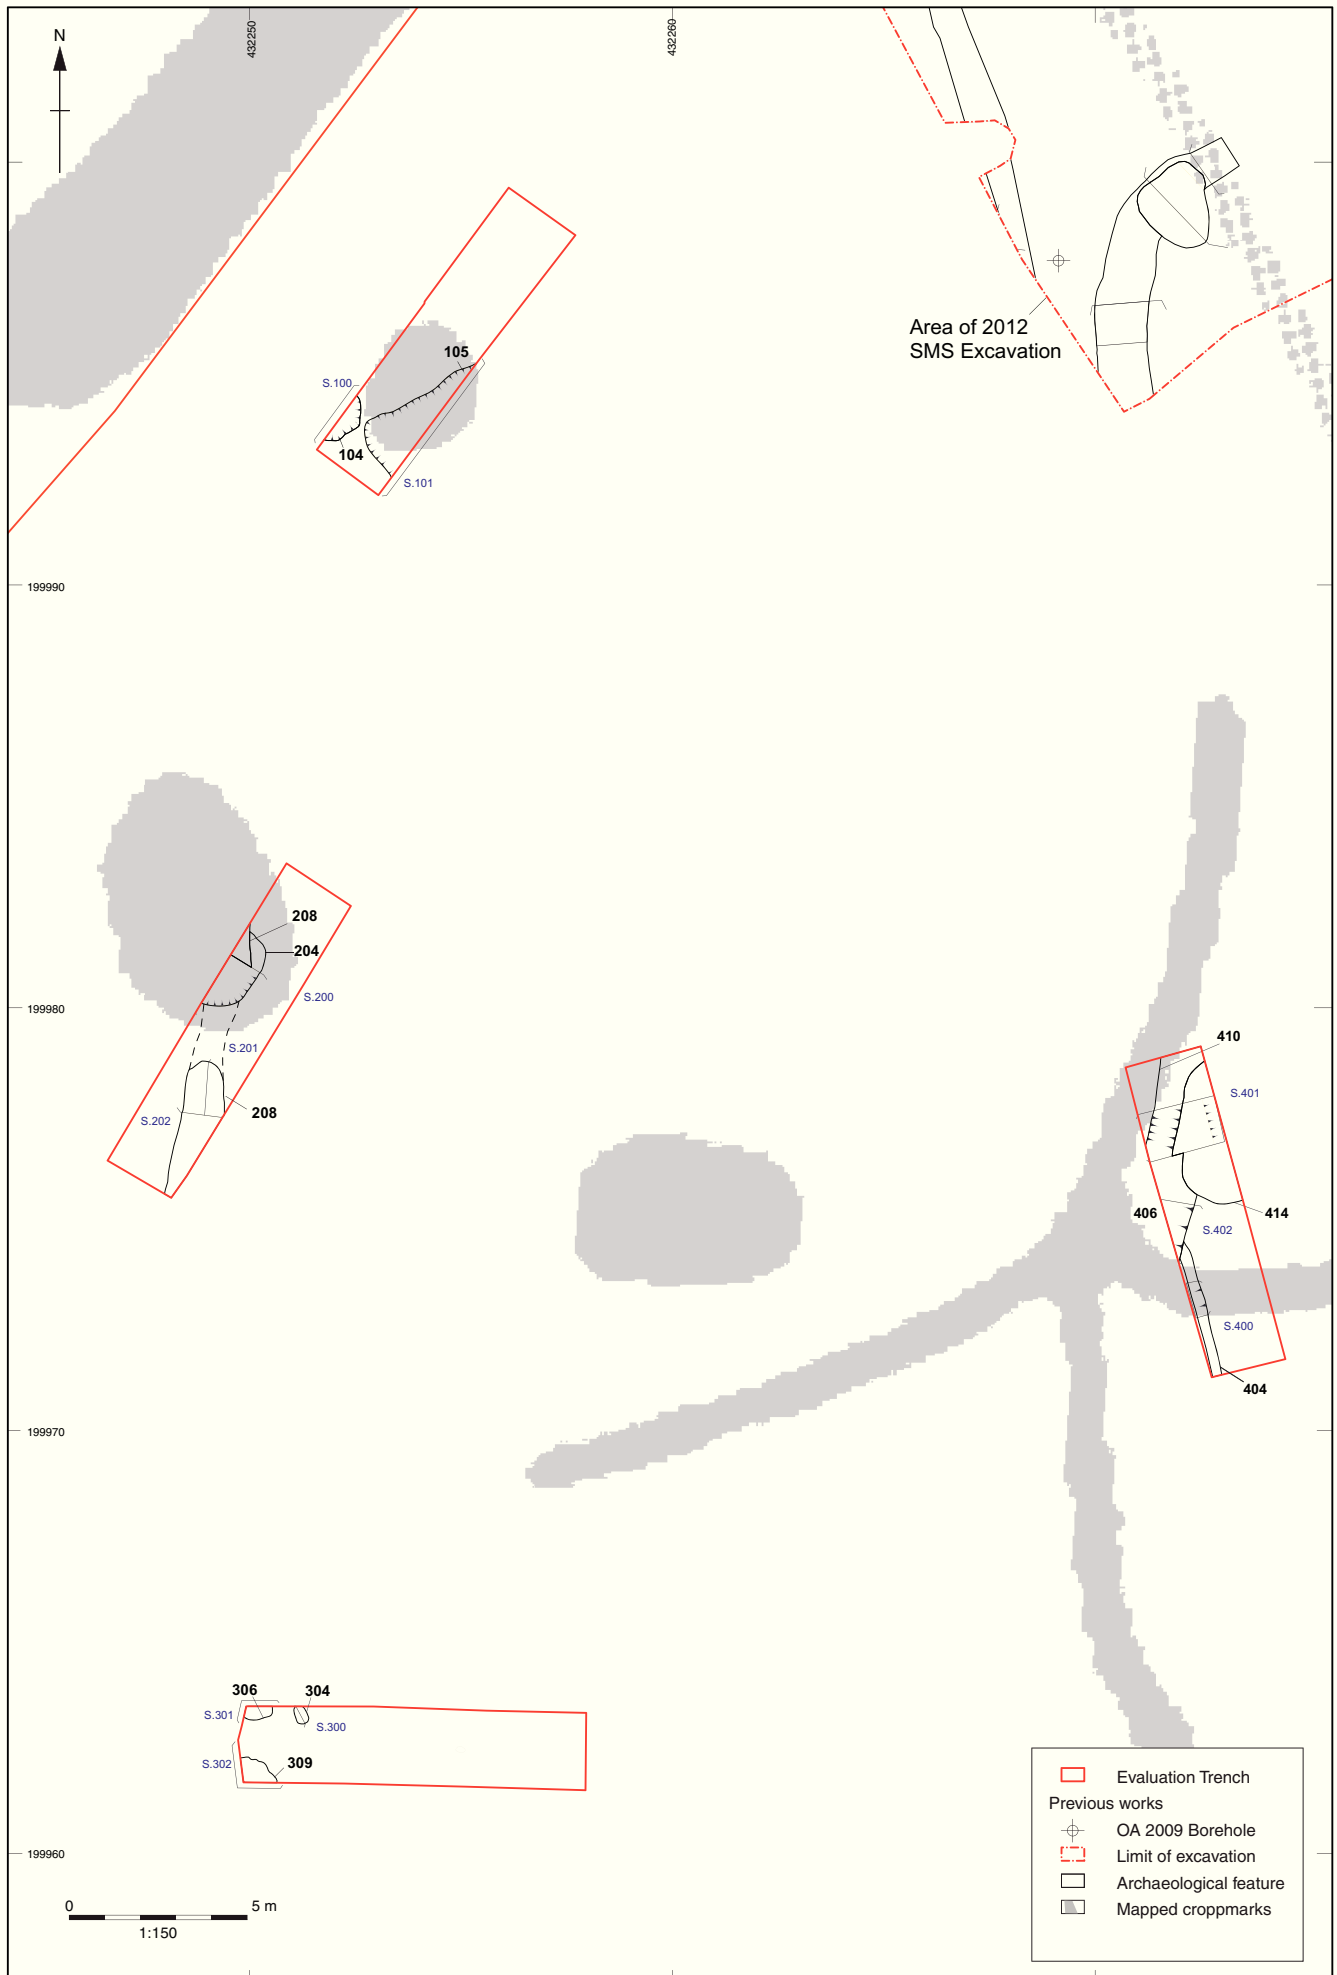 N
432250
432260
Area of 2012
SMS Excavation
105
S.100
104
S.101
199990
208
204
S.200
199980
S.201
208
S.202
410
S.401
406
414
S.402
S.400
404
199970
306
304
S.301
S.300
S.302
309
199960
0 5 m
1:150
Evaluation Trench
Previous works
OA 2009 Borehole
Limit of excavation
Archaeological feature
Mapped croppmarks